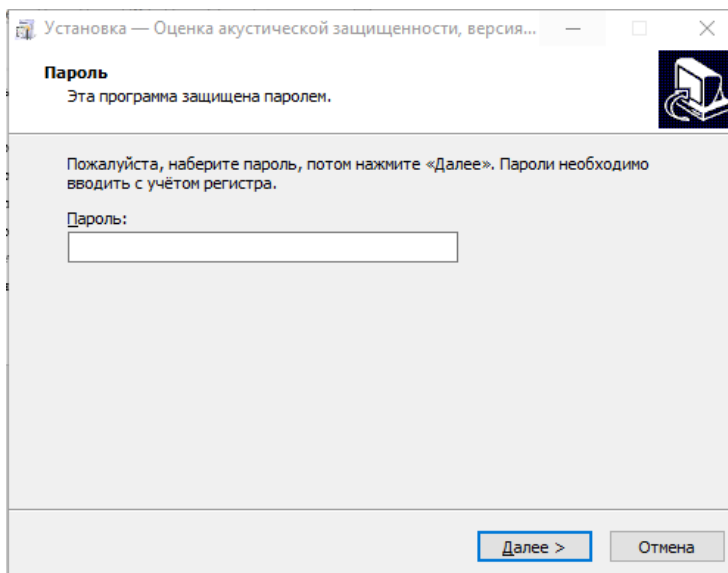 Установка — Оценка акустической защищенности, версия...
Пароль
Эта программа защищена паролем.
Пожалуйста, наберите пароль, потом нажмите «Далее». Пароли необходимо
вводить с учётом регистра.
Пароль:
Далее >
Отмена